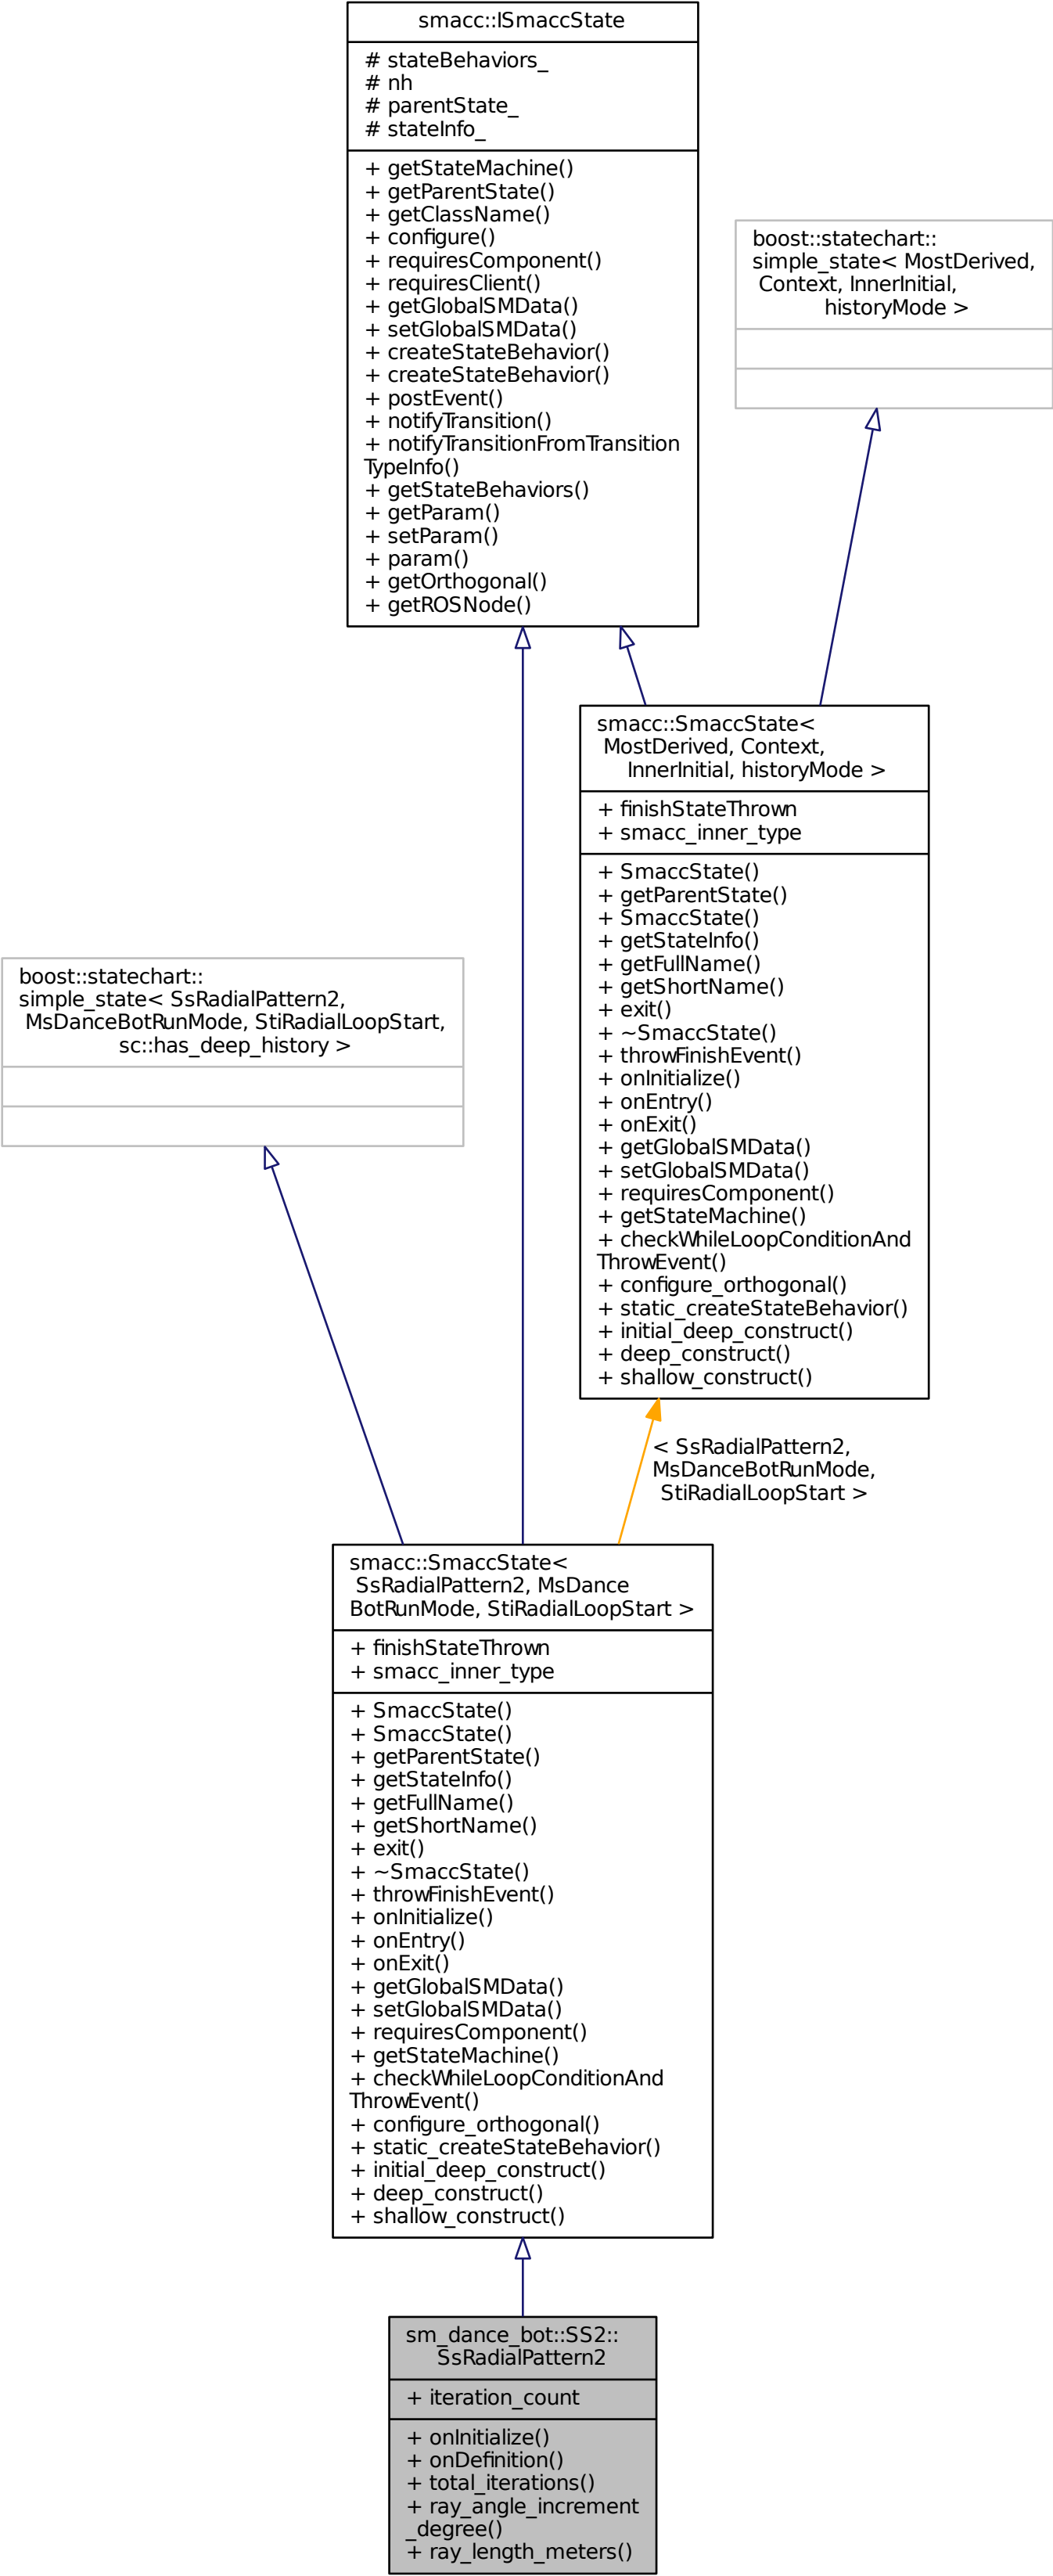 smacc::ISmaccState
# stateBehaviors_
# nh
# parentState_
# stateInfo_
+ getStateMachine()
+ getParentState()
+ getClassName()
+ configure()
+ requiresComponent()
+ requiresClient()
+ getGlobalSMData()
+ setGlobalSMData()
+ createStateBehavior()
+ createStateBehavior()
+ postEvent()
+ notifyTransition()
+ notifyTransitionFromTransition
TypeInfo()
+ getStateBehaviors()
+ getParam()
+ setParam()
+ param()
+ getOrthogonal()
+ getROSNode()
boost::statechart::
simple_state< MostDerived,
Context, InnerInitial,
historyMode >
smacc::SmaccState<
MostDerived, Context,
InnerInitial, historyMode >
+ finishStateThrown
+ smacc_inner_type
+ SmaccState()
+ getParentState()
+ SmaccState()
+ getStateInfo()
+ getFullName()
+ getShortName()
+ exit()
+ ~SmaccState()
+ throwFinishEvent()
+ onInitialize()
+ onEntry()
+ onExit()
+ getGlobalSMData()
+ setGlobalSMData()
+ requiresComponent()
+ getStateMachine()
+ checkWhileLoopConditionAnd
ThrowEvent()
+ configure_orthogonal()
+ static_createStateBehavior()
+ initial_deep_construct()
+ deep_construct()
+ shallow_construct()
boost::statechart::
simple_state< SsRadialPattern2,
MsDanceBotRunMode, StiRadialLoopStart,
sc::has_deep_history >
< SsRadialPattern2,
MsDanceBotRunMode,
StiRadialLoopStart >
smacc::SmaccState<
SsRadialPattern2, MsDance
BotRunMode, StiRadialLoopStart >
+ finishStateThrown
+ smacc_inner_type
+ SmaccState()
+ SmaccState()
+ getParentState()
+ getStateInfo()
+ getFullName()
+ getShortName()
+ exit()
+ ~SmaccState()
+ throwFinishEvent()
+ onInitialize()
+ onEntry()
+ onExit()
+ getGlobalSMData()
+ setGlobalSMData()
+ requiresComponent()
+ getStateMachine()
+ checkWhileLoopConditionAnd
ThrowEvent()
+ configure_orthogonal()
+ static_createStateBehavior()
+ initial_deep_construct()
+ deep_construct()
+ shallow_construct()
sm_dance_bot::SS2::
SsRadialPattern2
+ iteration_count
+ onInitialize()
+ onDefinition()
+ total_iterations()
+ ray_angle_increment
_degree()
+ ray_length_meters()